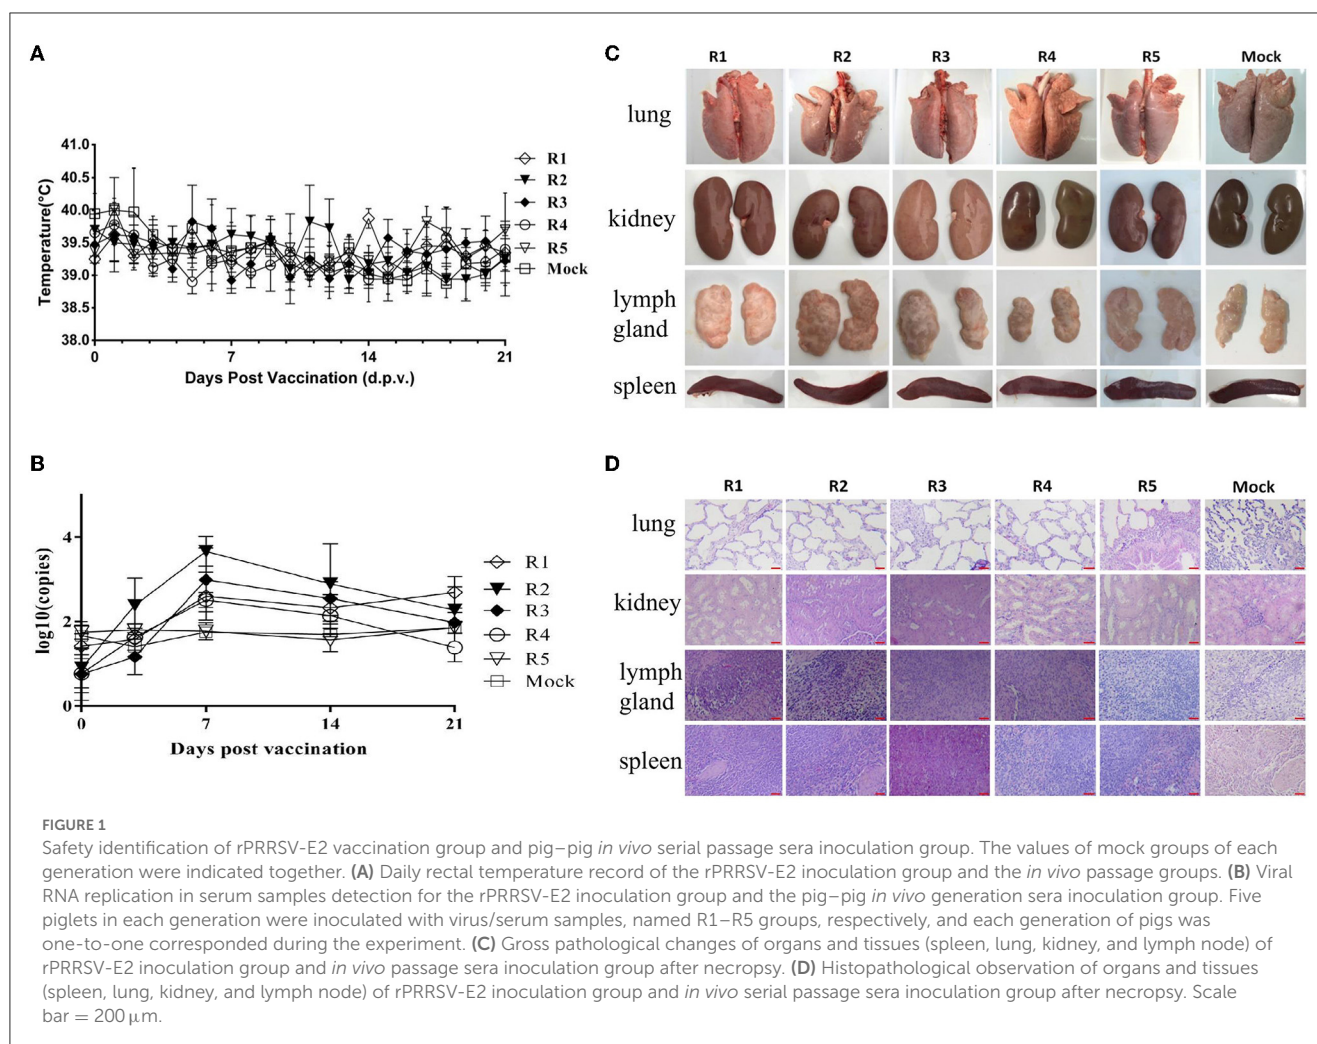 A
41.0
40.5
40.0
39.5
39.0
38.5
38.0
Temperature(°C)
0 7 14 21
Days Post Vaccination (d.p.v.)
R1
R2
R3
R4
R5
Mock
B
4
2
0
log10(copies)
0 7 14 21
Days post vaccination
R1
R2
R3
R4
R5
Mock
C
R1 R2 R3 R4 R5 Mock
lung
kidney
lymph
gland
spleen
D
R1 R2 R3 R4 R5 Mock
lung
kidney
lymph
gland
spleen
FIGURE 1
Safety identification of rPRRSV-E2 vaccination group and pig–pig in vivo serial passage sera inoculation group. The values of mock groups of each
generation were indicated together. (A) Daily rectal temperature record of the rPRRSV-E2 inoculation group and the in vivo passage groups. (B) Viral
RNA replication in serum samples detection for the rPRRSV-E2 inoculation group and the pig–pig in vivo generation sera inoculation group. Five
piglets in each generation were inoculated with virus/serum samples, named R1–R5 groups, respectively, and each generation of pigs was
one-to-one corresponded during the experiment. (C) Gross pathological changes of organs and tissues (spleen, lung, kidney, and lymph node) of
rPRRSV-E2 inoculation group and in vivo passage sera inoculation group after necropsy. (D) Histopathological observation of organs and tissues
(spleen, lung, kidney, and lymph node) of rPRRSV-E2 inoculation group and in vivo serial passage sera inoculation group after necropsy. Scale
bar = 200 μm.